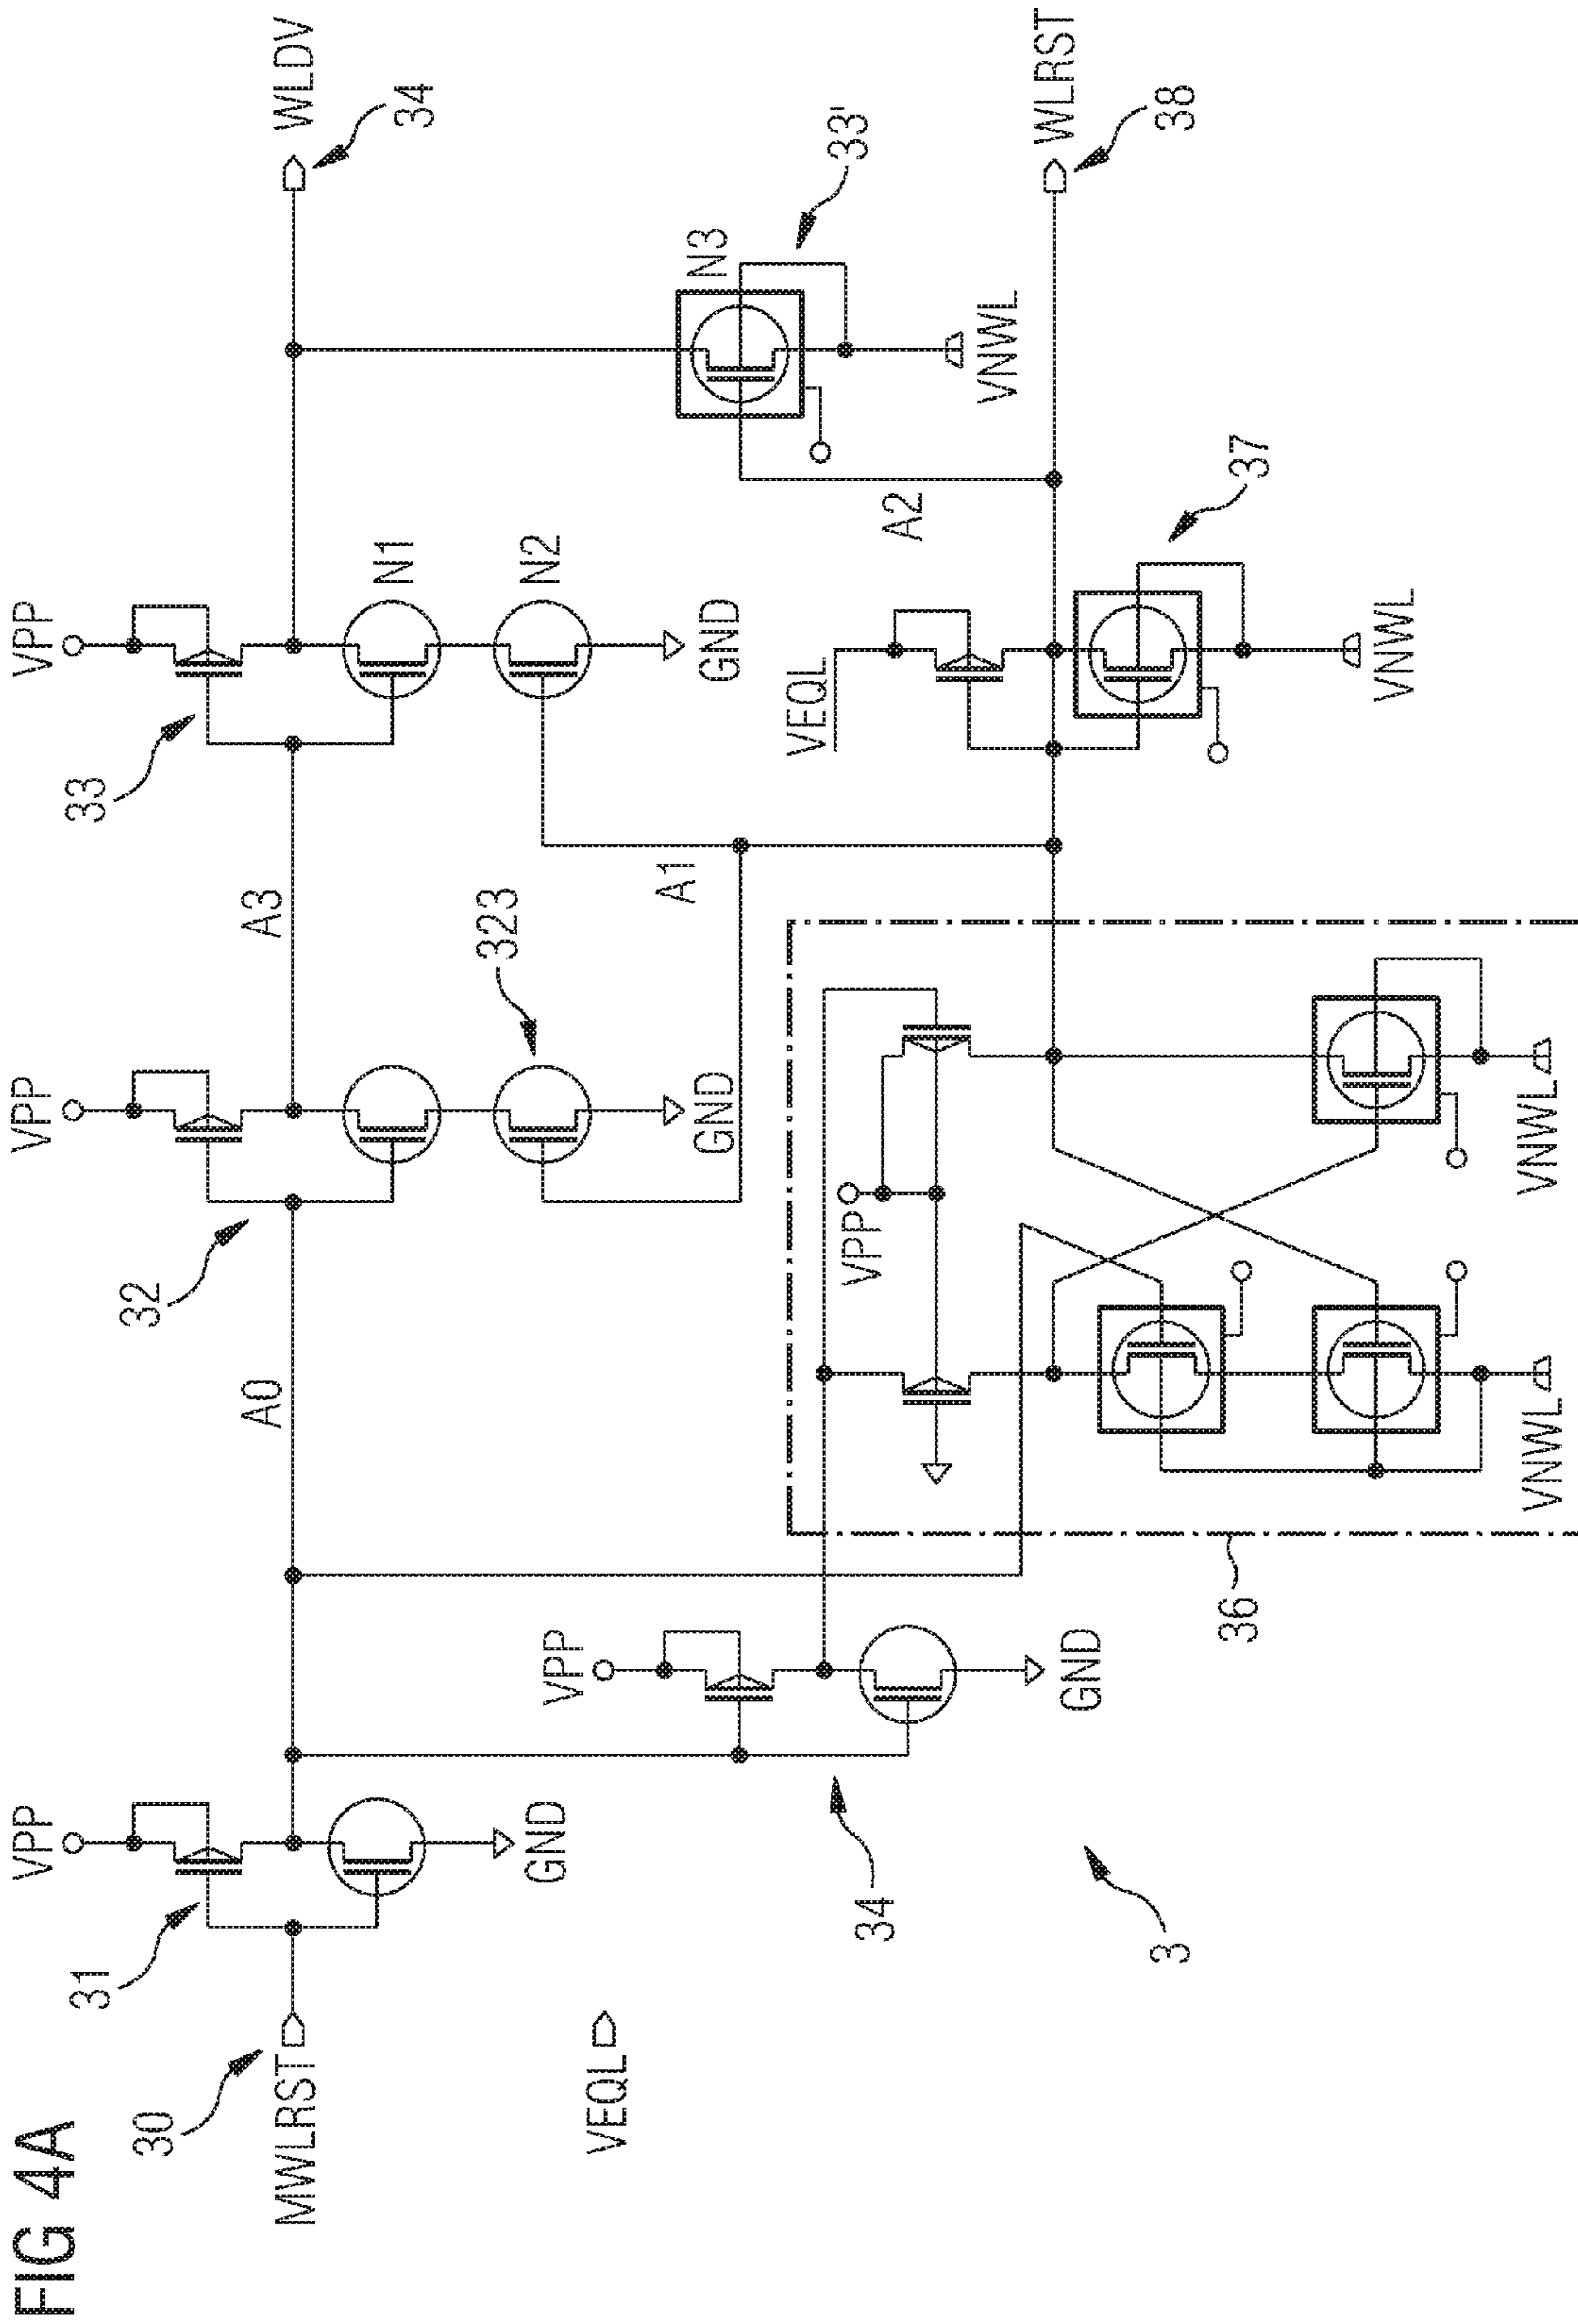 FIG 4A
30
MWLRST
VEQL
31
VPP
GND
34
VPP
GND
3
A0
36
32
VPP
GND
323
A3
A1
VPP
VNWL
VNWL
33
VPP
N1
N2
GND
VEQL
VNWL
37
A2
N3
33'
VNWL
WLDV
34
WLRST
38